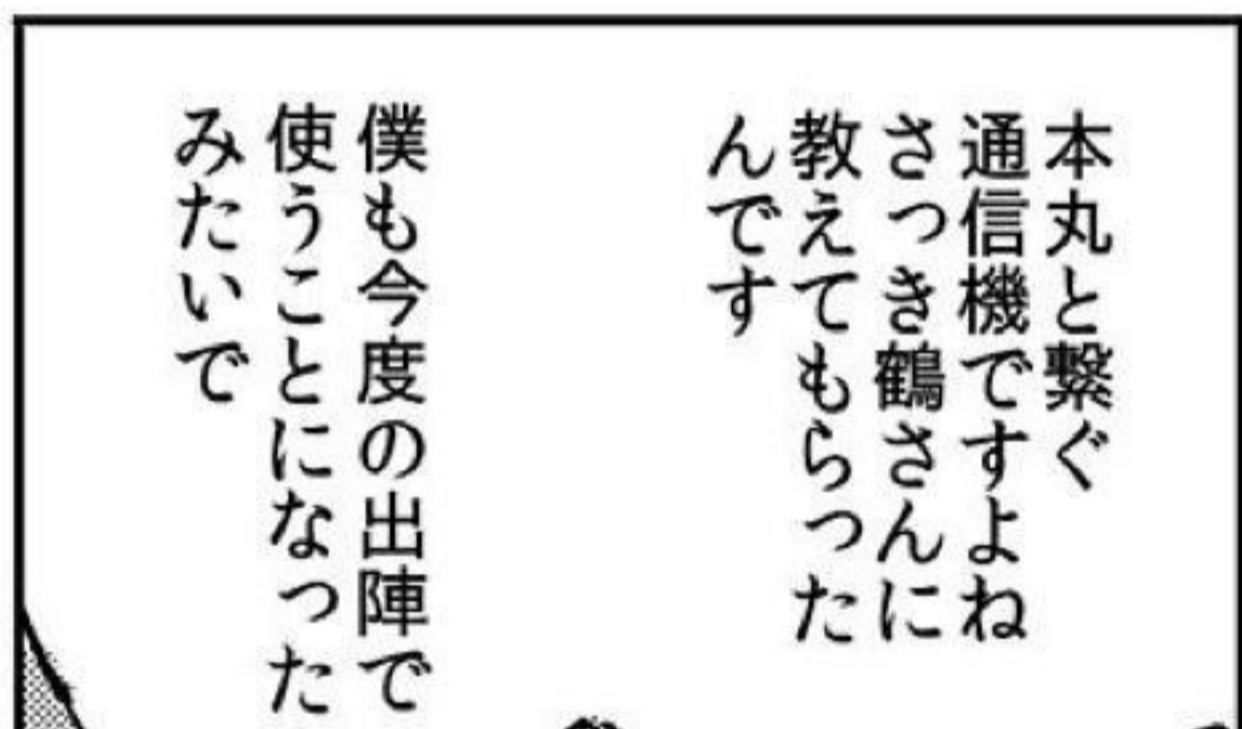 本丸と繋ぐ
通信機ですよね
さっき鶴さんに
教えてもらった
んです
僕も今度の出陣で
使うことになった
みたいで